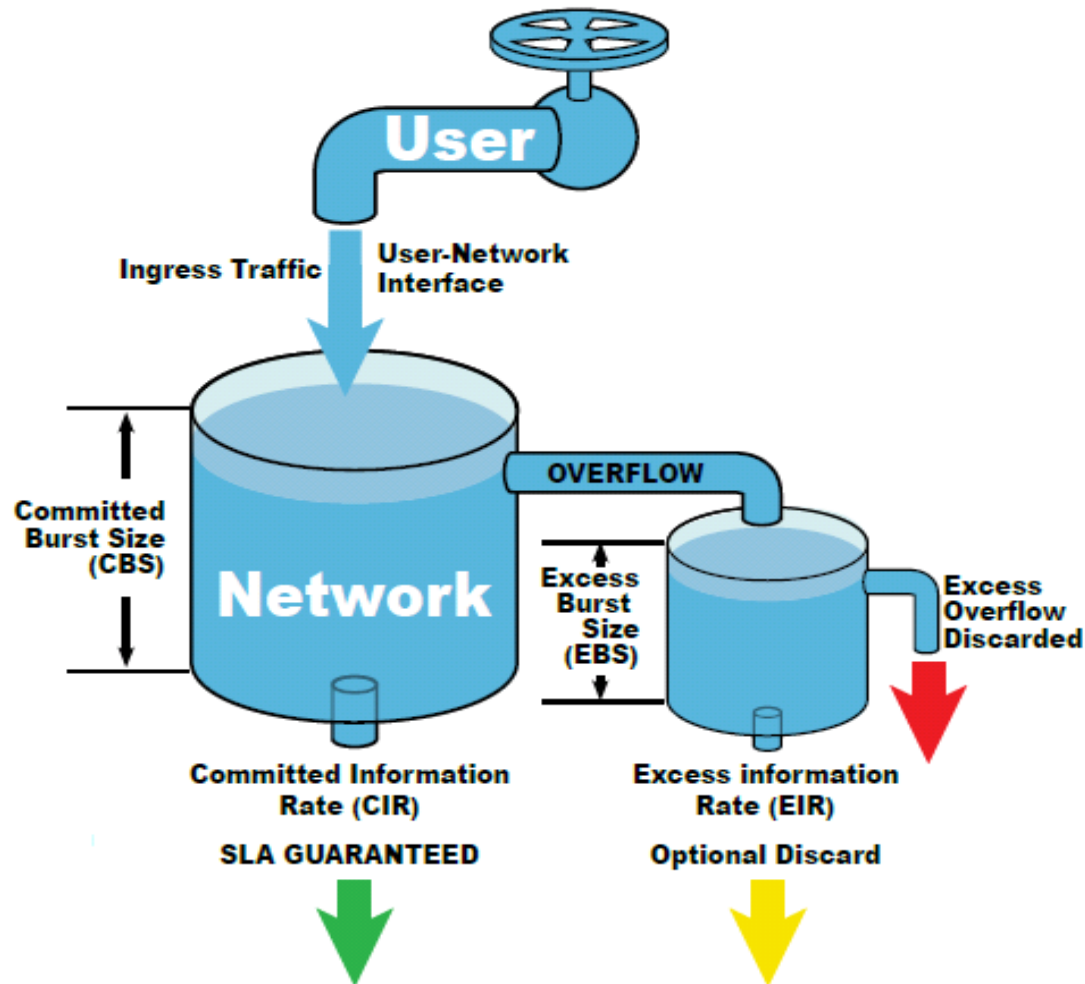 User
Ingress Traffic
User-Network
Interface
OVERFLOW
Committed
Burst Size
(CBS)
Network
Excess
Burst
Size
(EBS)
Excess
Overflow
Discarded
Committed Information
Rate (CIR)
Excess information
Rate (EIR)
SLA GUARANTEED
Optional Discard